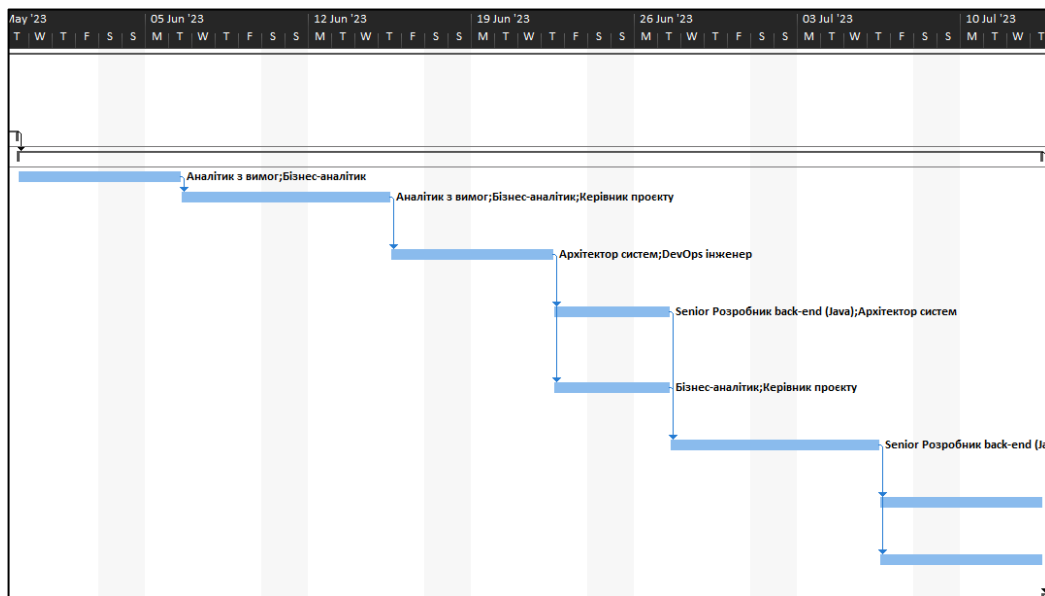 May '23 05 Jun '23 12 Jun '23 19 Jun '23 26 Jun '23 03 Jul '23 10 Jul '23
T W T F S S M T W T F S S M T W T F S S M T W T F S S M T W T F S S M T W T F S S M T W T
Аналітик з вимог;Бізнес-аналітик
Аналітик з вимог;Бізнес-аналітик;Керівник проєкту
Архітектор систем;DevOps інженер
Senior Розробник back-end (Java);Архітектор систем
Бізнес-аналітик;Керівник проєкту
Senior Розробник back-end (Ja